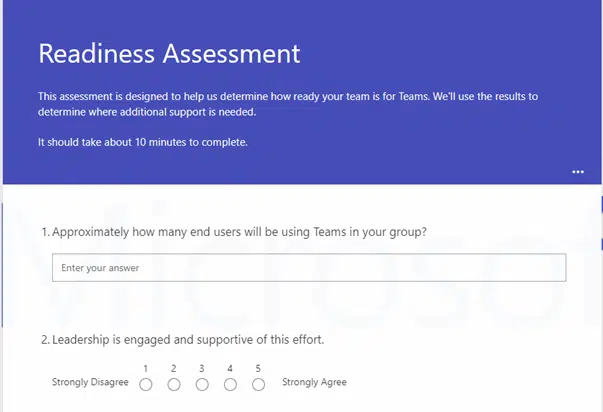 Readiness Assessment
This assessment is designed to help us determine how ready your team is for Teams. We'll use the results to
determine where additional support is needed.
It should take about 10 minutes to complete.
1. Approximately how many end users will be using Teams in your group?
Enter your answer
Microsof
2. Leadership is engaged and supportive of this effort.
1 2 3 4 5
Strongly Disagree Strongly Agree